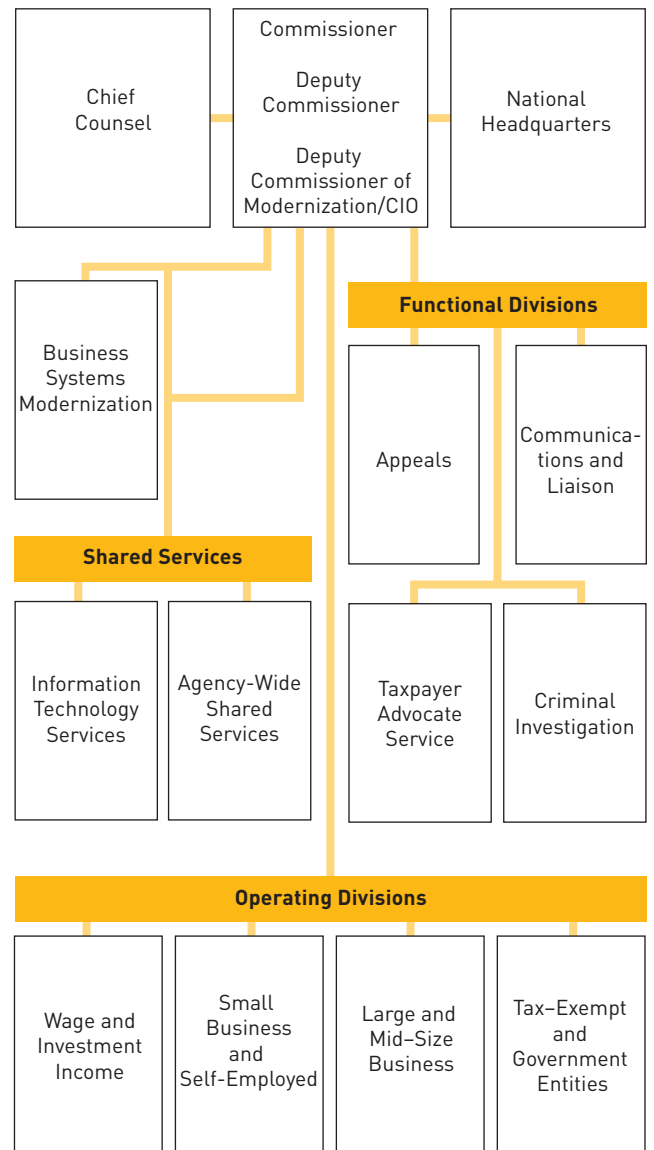 Chief
Counsel
Commissioner
Deputy
Commissioner
Deputy
Commissioner of
Modernization/CIO
National
Headquarters
Business
Systems
Modernization
Functional Divisions
Appeals
Communica-
tions and
Liaison
Shared Services
Information
Technology
Services
Agency-Wide
Shared
Services
Taxpayer
Advocate
Service
Criminal
Investigation
Operating Divisions
Wage and
Investment
Income
Small
Business
and
Self-Employed
Large and
Mid–Size
Business
Tax–Exempt
and
Government
Entities